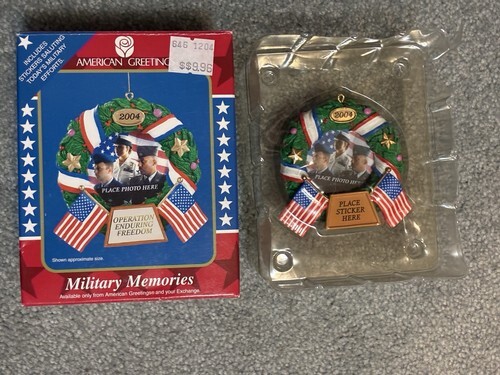 INCLUDES
STICKERS SALUTING
TODAY'S MILITARY
EFFORTS.
AMERICAN GREETINGS
646 1204
$$9.96
2004
PLACE PHOTO HERE
OPERATION
ENDURING
FREEDOM
Shown approximate size.
Military Memories
Available only from American Greetings and your Exchange.
2004
PLACE PHOTO HERE
PLACE
STICKER
HERE